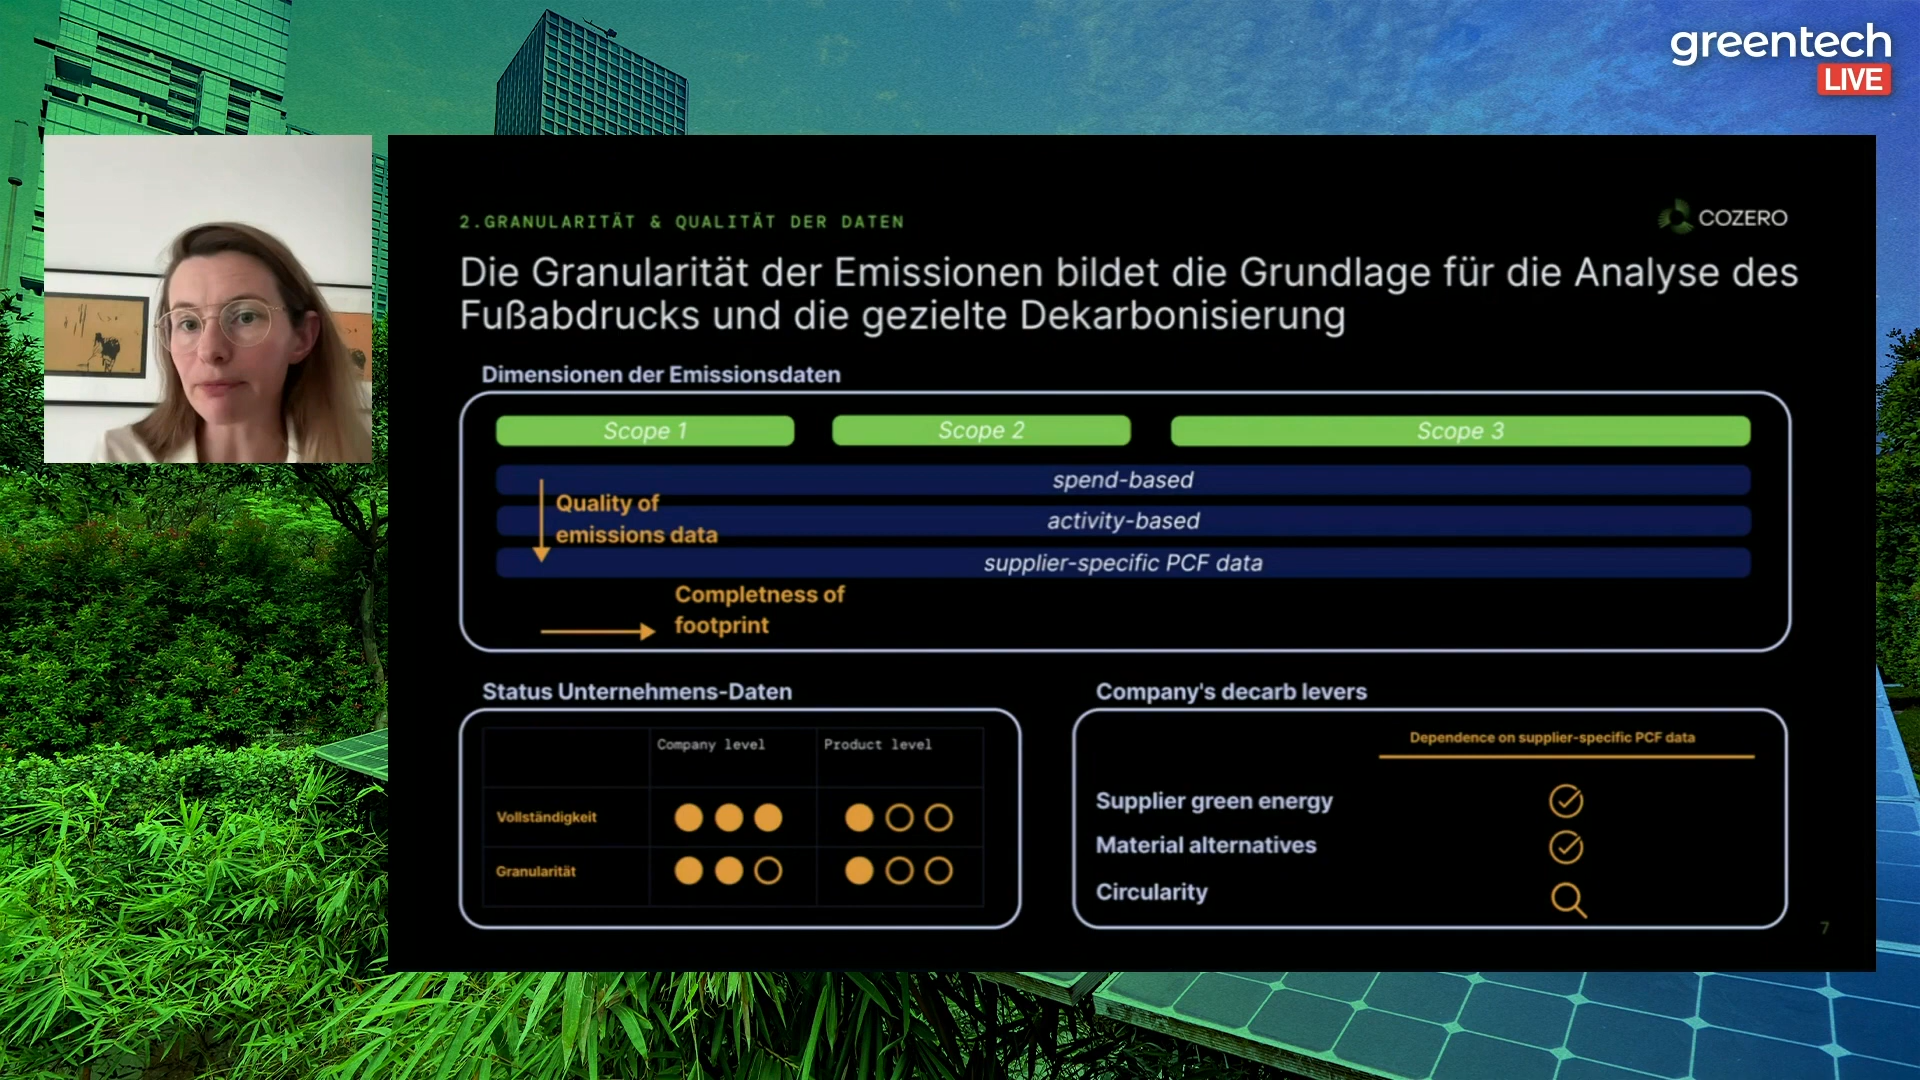 greentech
LIVE
2.GRANULARITÄT & QUALITÄT DER DATEN
COZERO
Die Granularität der Emissionen bildet die Grundlage für die Analyse des
Fußabdrucks und die gezielte Dekarbonisierung
Dimensionen der Emissionsdaten
Scope 1
Scope 2
Scope 3
spend-based
Quality of
emissions data
activity-based
supplier-specific PCF data
Completness of
footprint
Status Unternehmens-Daten
Company level
Product level
Vollständigkeit
Granularität
Company's decarb levers
Dependence on supplier-specific PCF data
Supplier green energy
Material alternatives
Circularity
7